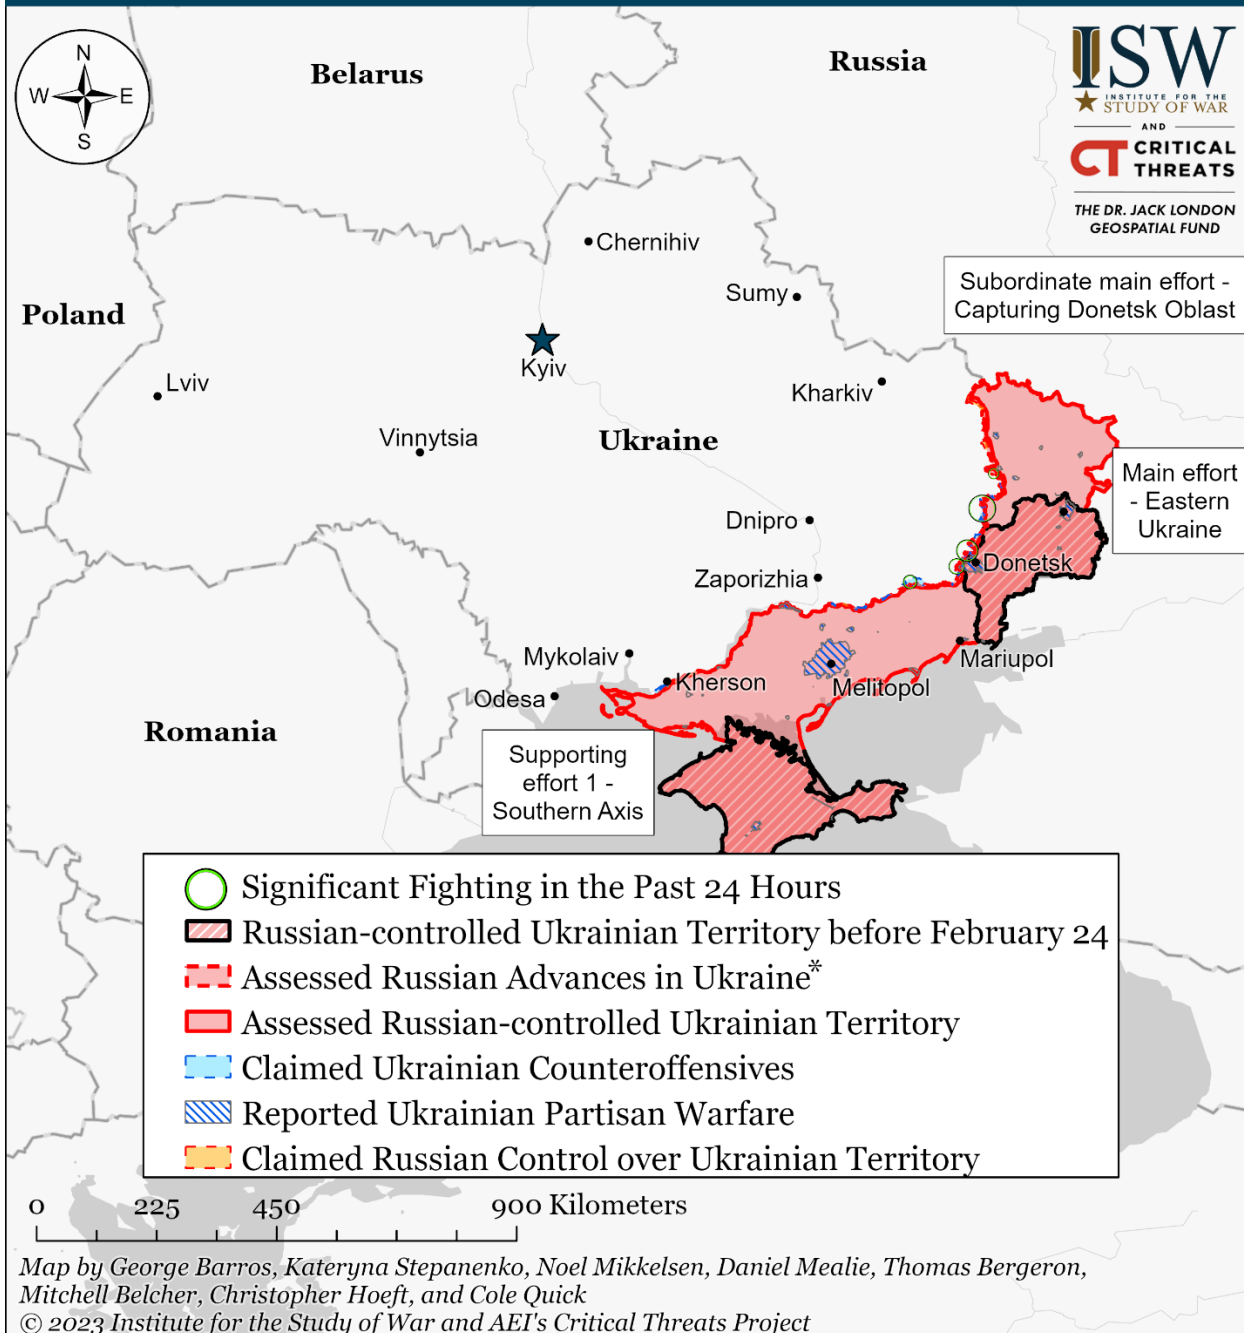 N
W E
S
Belarus
Russia
ISW
INSTITUTE FOR THE
STUDY OF WAR
AND
CT CRITICAL
THREATS
THE DR. JACK LONDON
GEOSPATIAL FUND
Chernihiv
Subordinate main effort -
Capturing Donetsk Oblast
Sumy
Poland
Kyiv
Lviv
Kharkiv
Vinnytsia
Ukraine
Main effort
- Eastern
Ukraine
Dnipro
Donetsk
Zaporizhia
Mykolaiv
Mariupol
Kherson
Melitopol
Odesa
Romania
Supporting
effort 1 -
Southern Axis
Significant Fighting in the Past 24 Hours
Russian-controlled Ukrainian Territory before February 24
Assessed Russian Advances in Ukraine*
Assessed Russian-controlled Ukrainian Territory
Claimed Ukrainian Counteroffensives
Reported Ukrainian Partisan Warfare
Claimed Russian Control over Ukrainian Territory
0 225 450 900 Kilometers
Map by George Barros, Kateryna Stepanenko, Noel Mikkelsen, Daniel Mealie, Thomas Bergeron,
Mitchell Belcher, Christopher Hoeft, and Cole Quick
© 2023 Institute for the Study of War and AEI's Critical Threats Project